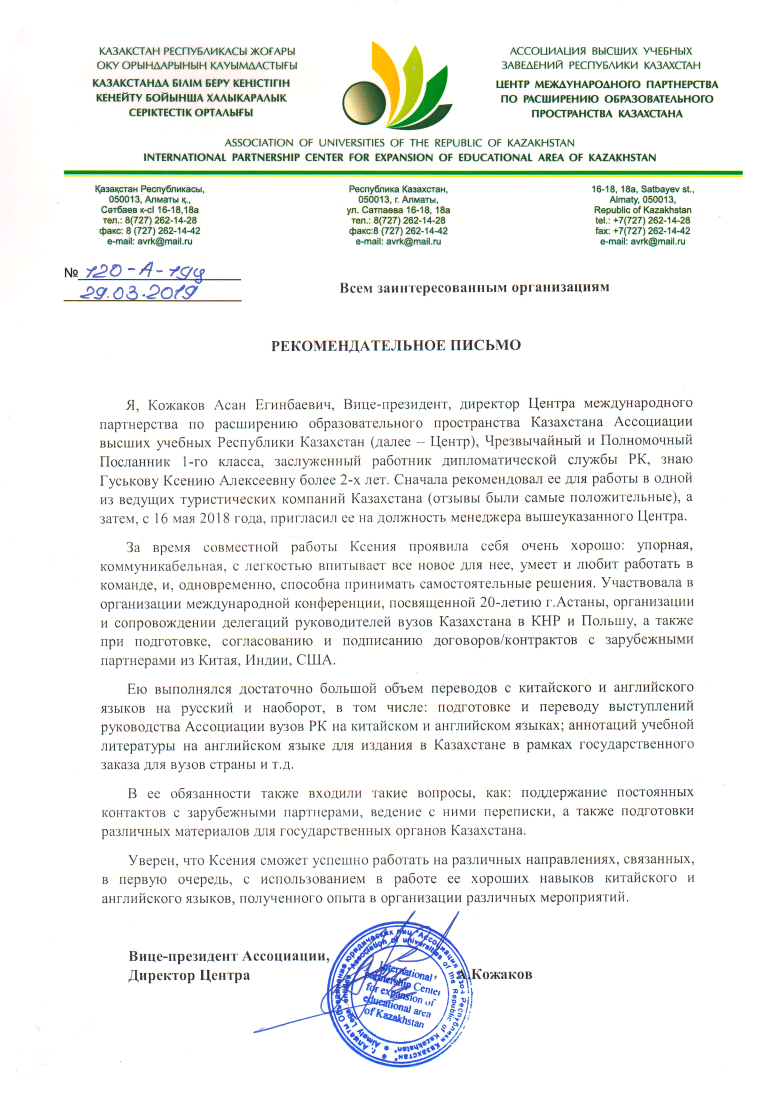 ҚАЗАҚСТАН РЕСПУБЛИКАСЫ ЖОҒАРЫ
ОҚУ ОРЫНДАРЫНЫҢ ҚАУЫМДАСТЫҒЫ
ҚАЗАКСТАНДА БІЛІМ БЕРУ КЕНІСТІГІН
КЕНЕЙТУ БОЙЫНША ХАЛЫКАРАЛЫК
СЕРІКТЕСТІК ОРТАЛЫҒЫ
АССОЦИАЦИЯ ВЫСШИХ УЧЕБНЫХ
ЗАВЕДЕНИЙ РЕСПУБЛИКИ КАЗАХСТАН
ЦЕНТР МЕЖДУНАРОДНОГО ПАРТНЕРСТВА
ПО РАСШИРЕНИЮ ОБРАЗОВАТЕЛЬНОГО
ПРОСТРАНСТВА КАЗАХСТАНА
ASSOCIATION OF UNIVERSITIES OF THE REPUBLIC OF KAZAKHSTAN
INTERNATIONAL PARTNERSHIP CENTER FOR EXPANSION OF EDUCATIONAL AREA OF KAZAKHSTAN
Қазақстан Республикасы,
050013, Алматы қ.,
Сәтбаев к-сі 16-18,18а
тел.: 8(727) 262-14-28
факс: 8 (727) 262-14-42
e-mail: avrk@mail.ru
Республика Казахстан,
050013, г. Алматы,
ул. Сатпаева 16-18, 18а
тел.: 8(727) 262-14-28
факс:8 (727) 262-14-42
e-mail: avrk@mail.ru
16-18, 18a, Satbayev st.,
Almaty, 050013,
Republic of Kazakhstan
tel.: +7(727) 262-14-28
fax: +7(727) 262-14-42
e-mail: avrk@mail.ru
№ 120-А-194
29.03.2019
Всем заинтересованным организациям
РЕКОМЕНДАТЕЛЬНОЕ ПИСЬМО
Я, Кожаков Асан Егинбаевич, Вице-президент, директор Центра международного
партнерства по расширению образовательного пространства Казахстана Ассоциации
высших учебных Республики Казахстан (далее – Центр), Чрезвычайный и Полномочный
Посланник 1-го класса, заслуженный работник дипломатической службы РК, знаю
Гуськову Ксению Алексеевну более 2-х лет. Сначала рекомендовал ее для работы в одной
из ведущих туристических компаний Казахстана (отзывы были самые положительные), а
затем, с 16 мая 2018 года, пригласил ее на должность менеджера вышеуказанного Центра.
За время совместной работы Ксения проявила себя очень хорошо: упорная,
коммуникабельная, с легкостью впитывает все новое для нее, умеет и любит работать в
команде, и, одновременно, способна принимать самостоятельные решения. Участвовала в
организации международной конференции, посвященной 20-летию г.Астаны, организации
и сопровождении делегаций руководителей вузов Казахстана в КНР и Польшу, а также
при подготовке, согласованию и подписанию договоров/контрактов с зарубежными
партнерами из Китая, Индии, США.
Ею выполнялся достаточно большой объем переводов с китайского и английского
языков на русский и наоборот, в том числе: подготовке и переводу выступлений
руководства Ассоциации вузов РК на китайском и английском языках; аннотаций учебной
литературы на английском языке для издания в Казахстане в рамках государственного
заказа для вузов страны и т.д.
В ее обязанности также входили такие вопросы, как: поддержание постоянных
контактов с зарубежными партнерами, ведение с ними переписки, а также подготовки
различных материалов для государственных органов Казахстана.
Уверен, что Ксения сможет успешно работать на различных направлениях, связанных,
в первую очередь, с использованием в работе ее хороших навыков китайского и
английского языков, полученного опыта в организации различных мероприятий.
Вице-президент Ассоциации,
Директор Центра А.Кожаков
International
partnership Center
for expansion of
educational area
of Kazakhstan